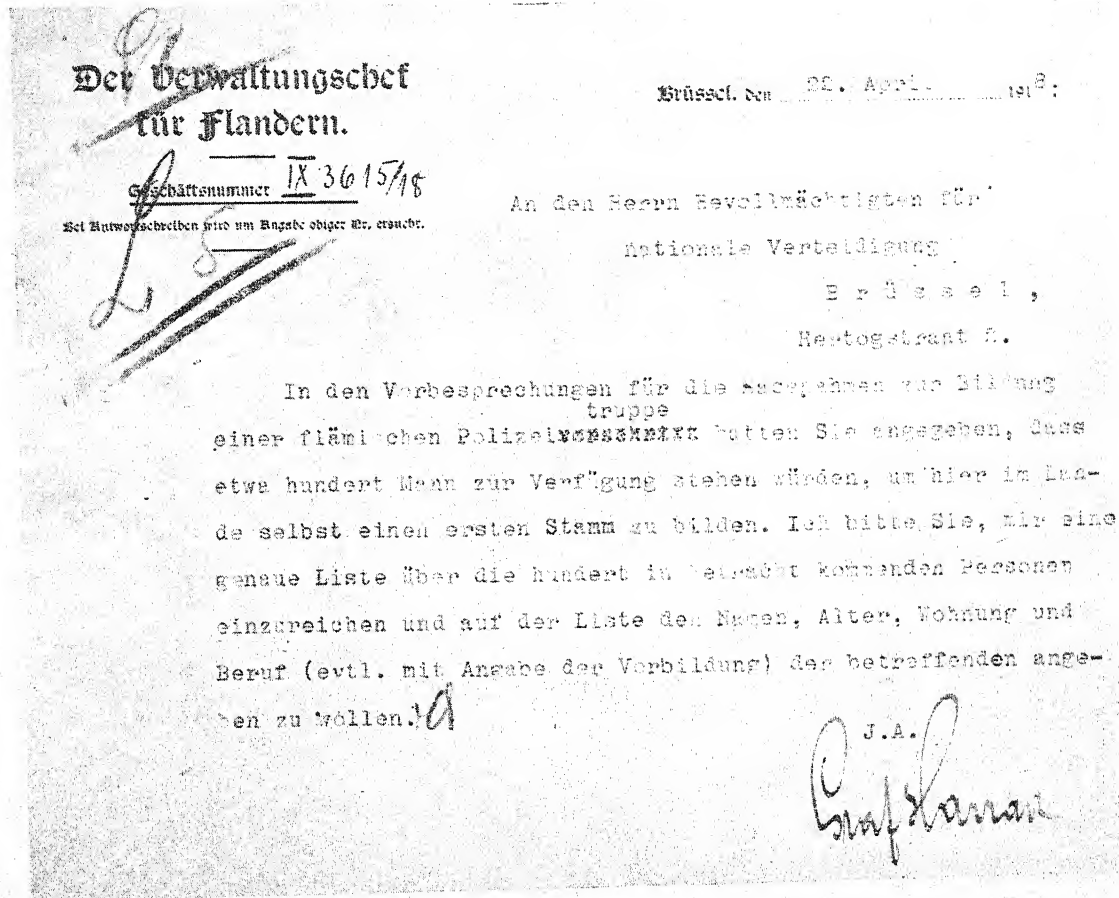 Der Verwaltungschef
für Flandern.
Geschäftsnummer IX 3615/18
Bei Antwortschreiben wird um Angabe obiger Nr. ersucht.
Brüssel, den 22. April 1918:
An den Herrn Bevollmächtigten für
nationale Verteidigung
Brüssel,
Hertogstraat
In den Vorbesprechungen für die Massnahmen zur Bildung
truppe
einer flämischen Polizei hatten Sie angegeben, dass
etwa hundert Mann zur Verfügung stehen würden, um hier im Lan-
de selbst einen ersten Stamm zu bilden. Ich bitte Sie, mir eine
genaue Liste über die hundert in Betracht kommenden Personen
einzureichen und auf der Liste den Namen, Alter, Wohnung und
Beruf (evtl. mit Angabe der Vorbildung) der betreffenden ange-
ben zu wollen.
J.A.
Graf Harrach